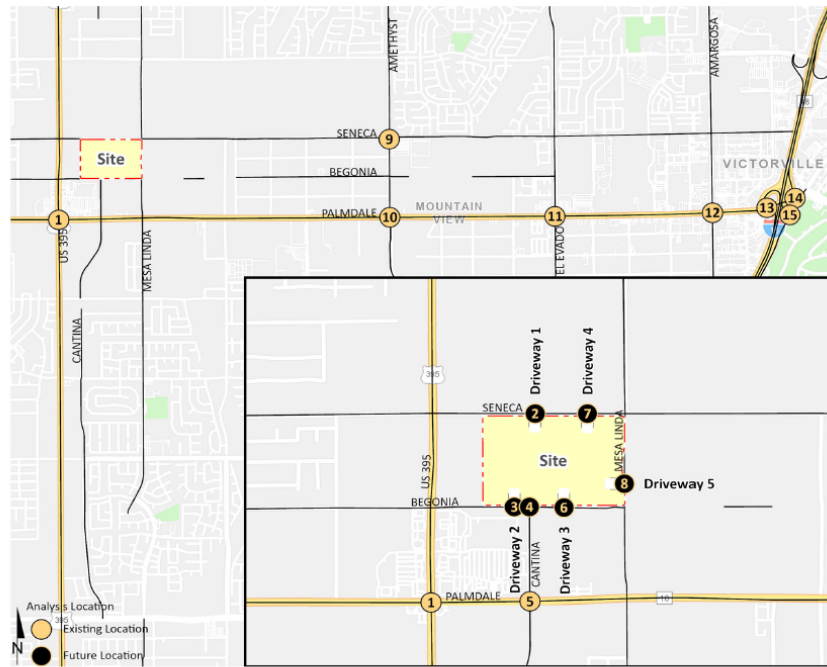 AMETHYST
AMARGOSA
18
SENECA
9
Site
BEGONIA
VICTORVILLE
MOUNTAIN
VIEW
1
PALMDALE
10
11
12
13
14
15
US 395
MESA LINDA
EL EVADO
CANTINA
Driveway 1
Driveway 4
395
SENECA
2
7
MESA LINDA
US 395
Site
8
Driveway 5
BEGONIA
3
4
6
Driveway 2
CANTINA
Driveway 3
1
PALMDALE
5
18
Analysis Location
395
Existing Location
N
Future Location